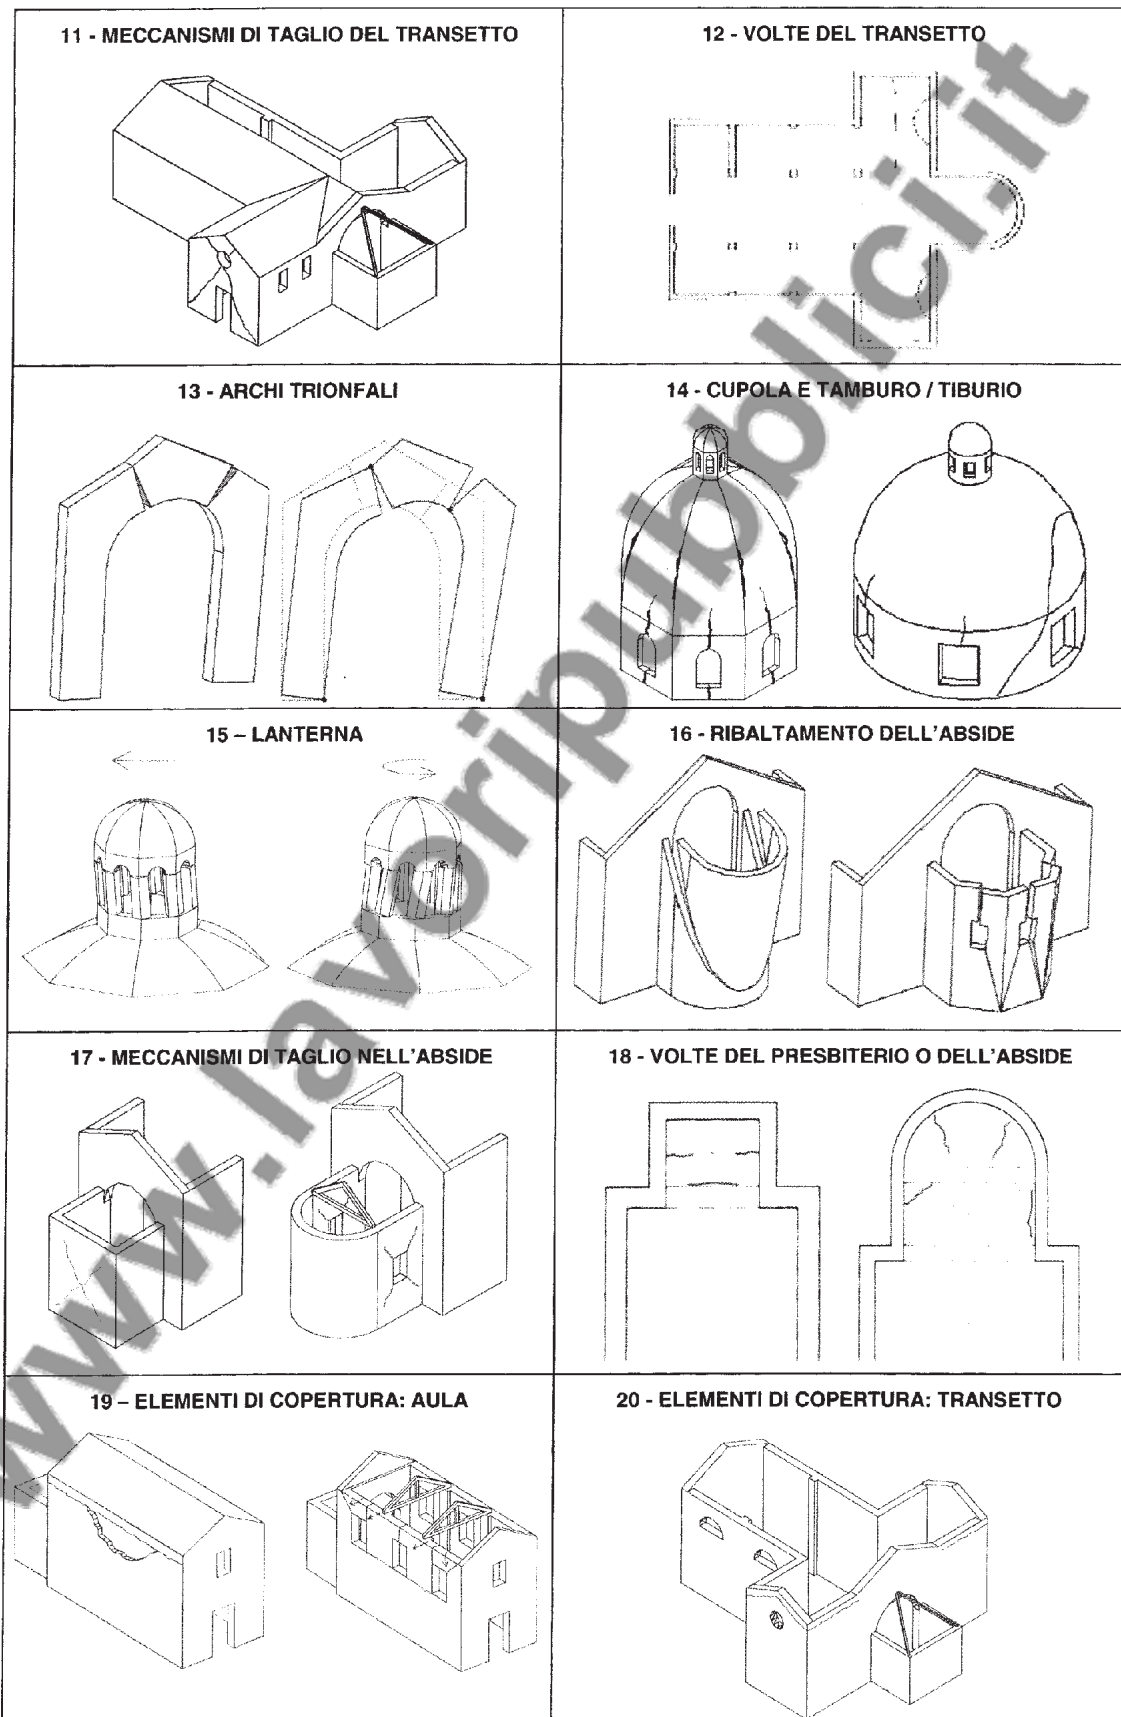 11 - MECCANISMI DI TAGLIO DEL TRANSETTO
12 - VOLTE DEL TRANSETTO
13 - ARCHI TRIONFALI
14 - CUPOLA E TAMBURO / TIBURIO
15 – LANTERNA
16 - RIBALTAMENTO DELL'ABSIDE
17 - MECCANISMI DI TAGLIO NELL'ABSIDE
18 - VOLTE DEL PRESBITERIO O DELL'ABSIDE
19 – ELEMENTI DI COPERTURA: AULA
20 - ELEMENTI DI COPERTURA: TRANSETTO
www.lavoripubblici.it